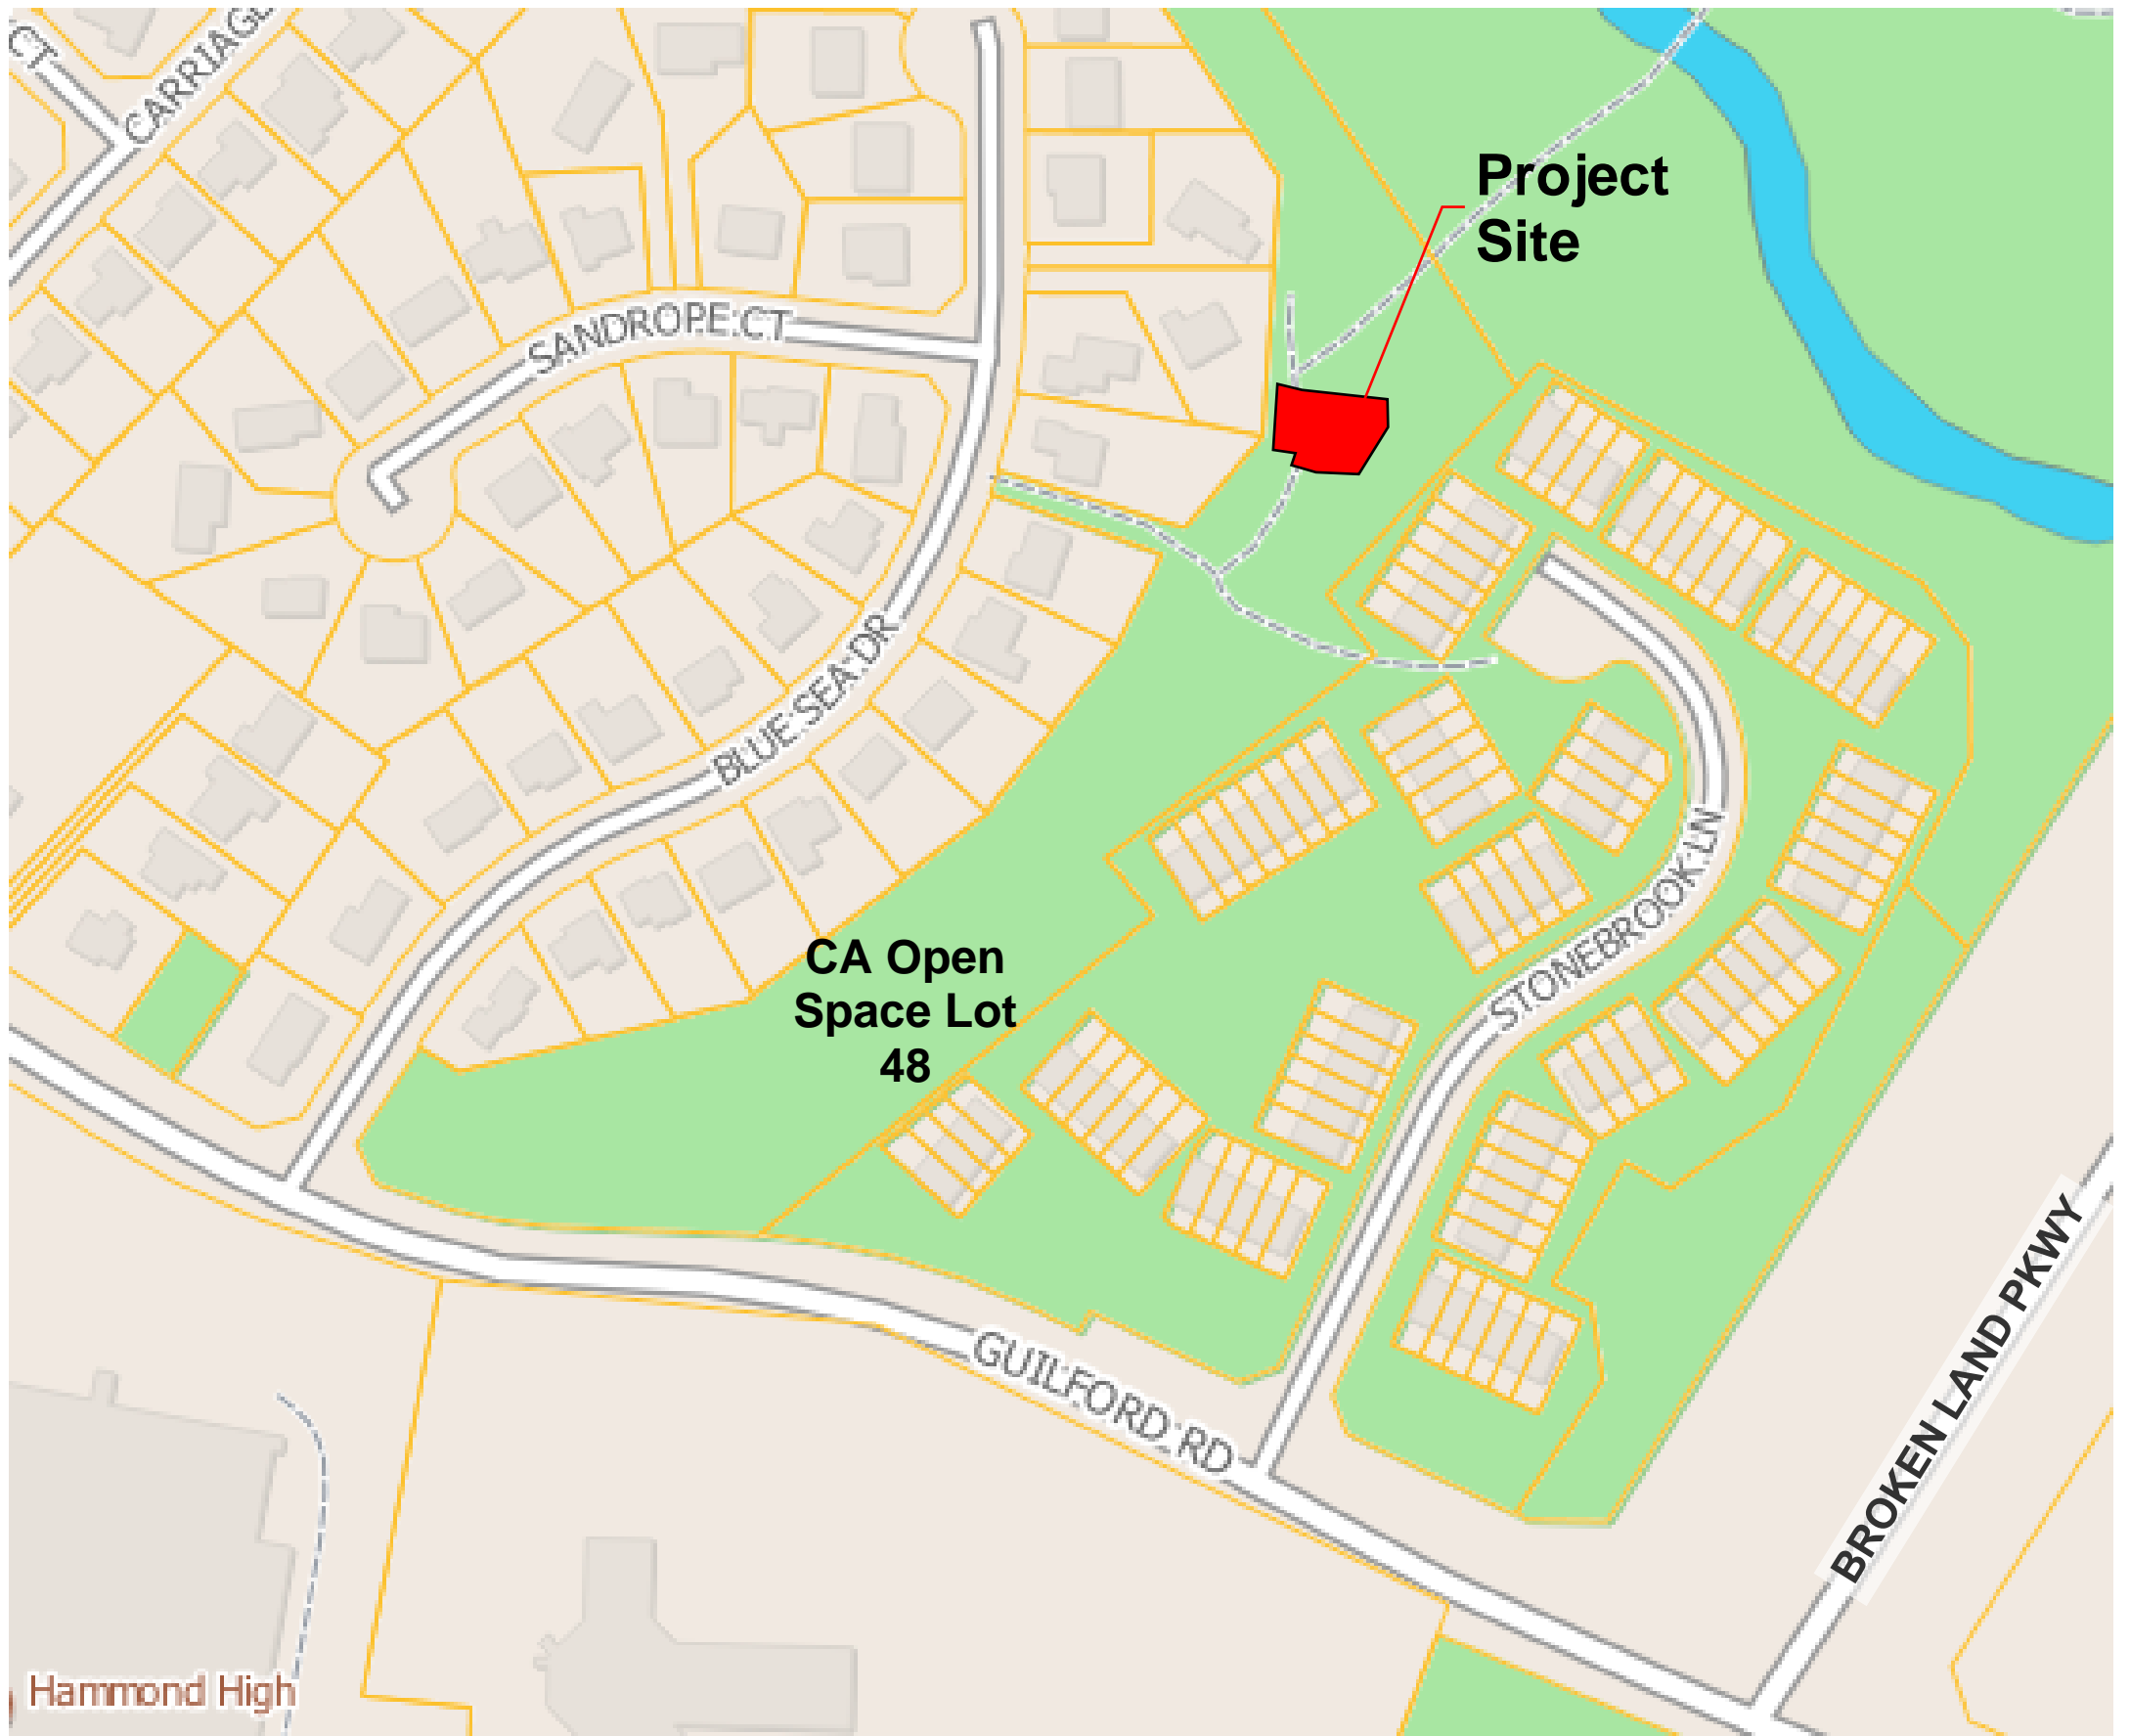 CT
CARRIAGE
Project
Site
SANDROPE CT
BLUE SEA DR
STONEBROOK LN
CA Open
Space Lot
48
GUILFORD RD
BROKEN LAND PKWY
Hammond High